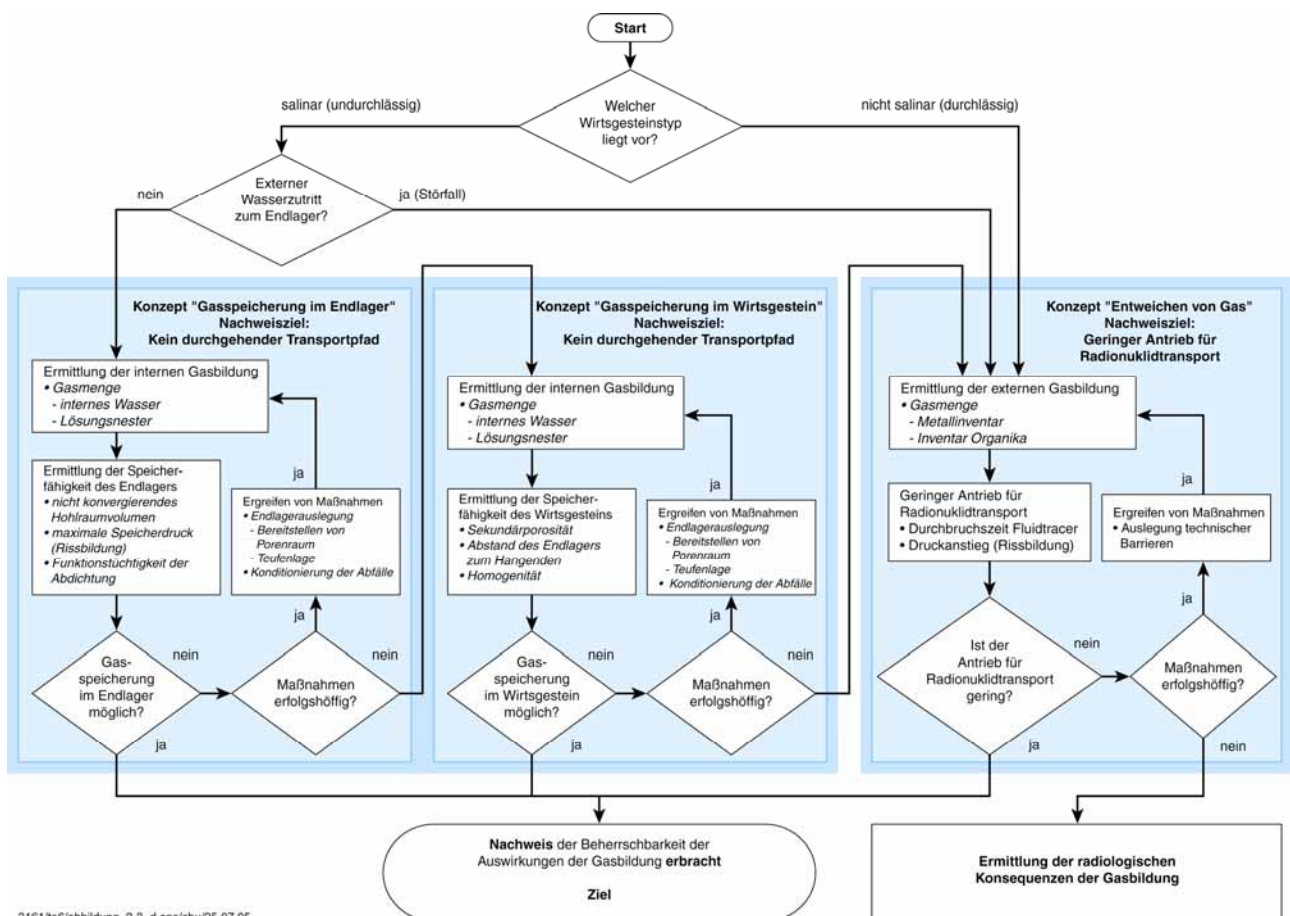 Start
Welcher
Wirtsgesteinstyp
liegt vor?
salinar (undurchlässig)
nicht salinar (durchlässig)
Externer
Wasserzutritt
zum Endlager?
nein
ja (Störfall)
Konzept "Gasspeicherung im Endlager"
Nachweisziel:
Kein durchgehender Transportpfad
Ermittlung der internen Gasbildung
• Gasmenge
- internes Wasser
- Lösungsnester
Ermittlung der Speicher-
fähigkeit des Endlagers
• nicht konvergierendes
Hohlraumvolumen
• maximale Speicherdruck
(Rissbildung)
• Funktionstüchtigkeit der
Abdichtung
ja
Ergreifen von Maßnahmen
• Endlagerauslegung
- Bereitstellen von
Porenraum
- Teufenlage
• Konditionierung der Abfälle
ja
Gas-
speicherung
im Endlager
möglich?
nein
Maßnahmen
erfolgshöffig?
nein
ja
Konzept "Gasspeicherung im Wirtsgestein"
Nachweisziel:
Kein durchgehender Transportpfad
Ermittlung der internen Gasbildung
• Gasmenge
- internes Wasser
- Lösungsnester
Ermittlung der Speicher-
fähigkeit des Wirtsgesteins
• Sekundärporosität
• Abstand des Endlagers
zum Hangenden
• Homogenität
ja
Ergreifen von Maßnahmen
• Endlagerauslegung
- Bereitstellen von
Porenraum
- Teufenlage
• Konditionierung der Abfälle
ja
Gas-
speicherung
im Wirtsgestein
möglich?
nein
Maßnahmen
erfolgshöffig?
nein
ja
Konzept "Entweichen von Gas"
Nachweisziel:
Geringer Antrieb für
Radionuklidtransport
Ermittlung der externen Gasbildung
• Gasmenge
- Metallinventar
- Inventar Organika
Geringer Antrieb für
Radionuklidtransport
• Durchbruchszeit Fluidtracer
• Druckanstieg (Rissbildung)
ja
Ergreifen von Maßnahmen
• Auslegung technischer
Barrieren
ja
Ist der
Antrieb für
Radionuklidtransport
gering?
nein
Maßnahmen
erfolgshöffig?
ja
nein
Nachweis der Beherrschbarkeit der
Auswirkungen der Gasbildung erbracht
Ziel
Ermittlung der radiologischen
Konsequenzen der Gasbildung